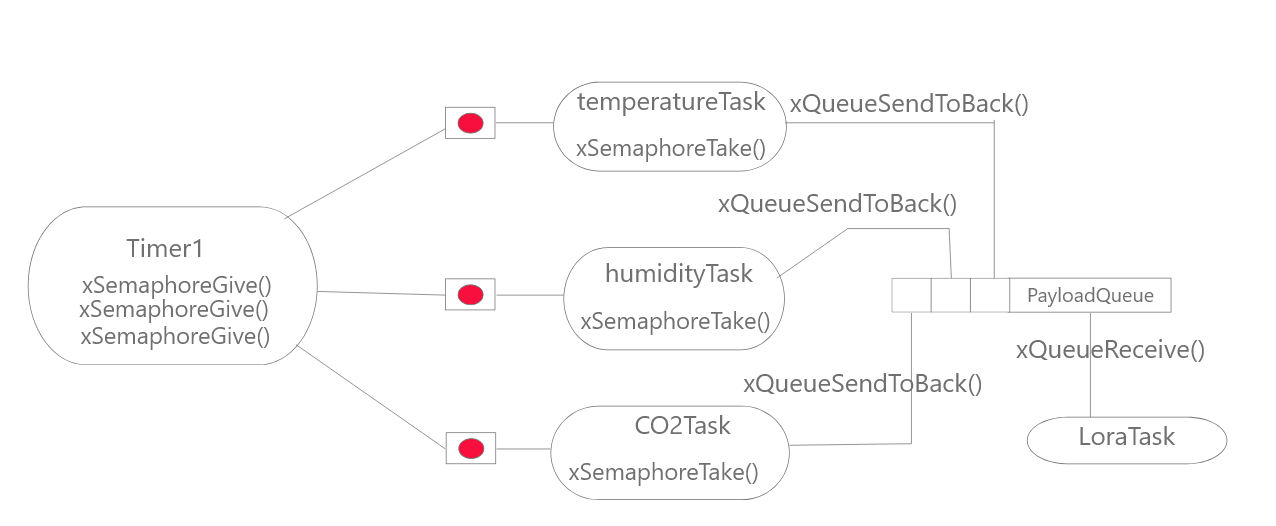 temperatureTask
xSemaphoreTake()
xQueueSendToBack()
Timer1
xSemaphoreGive()
xSemaphoreGive()
xSemaphoreGive()
humidityTask
xSemaphoreTake()
xQueueSendToBack()
PayloadQueue
xQueueReceive()
LoraTask
CO2Task
xSemaphoreTake()
xQueueSendToBack()